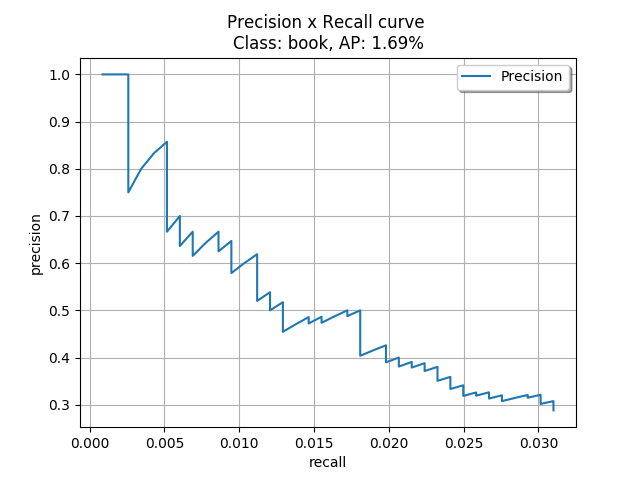 Precision x Recall curve
Class: book, AP: 1.69%
Precision
1.0
0.9
0.8
0.7
0.6
0.5
0.4
0.3
precision
0.000 0.005 0.010 0.015 0.020 0.025 0.030
recall